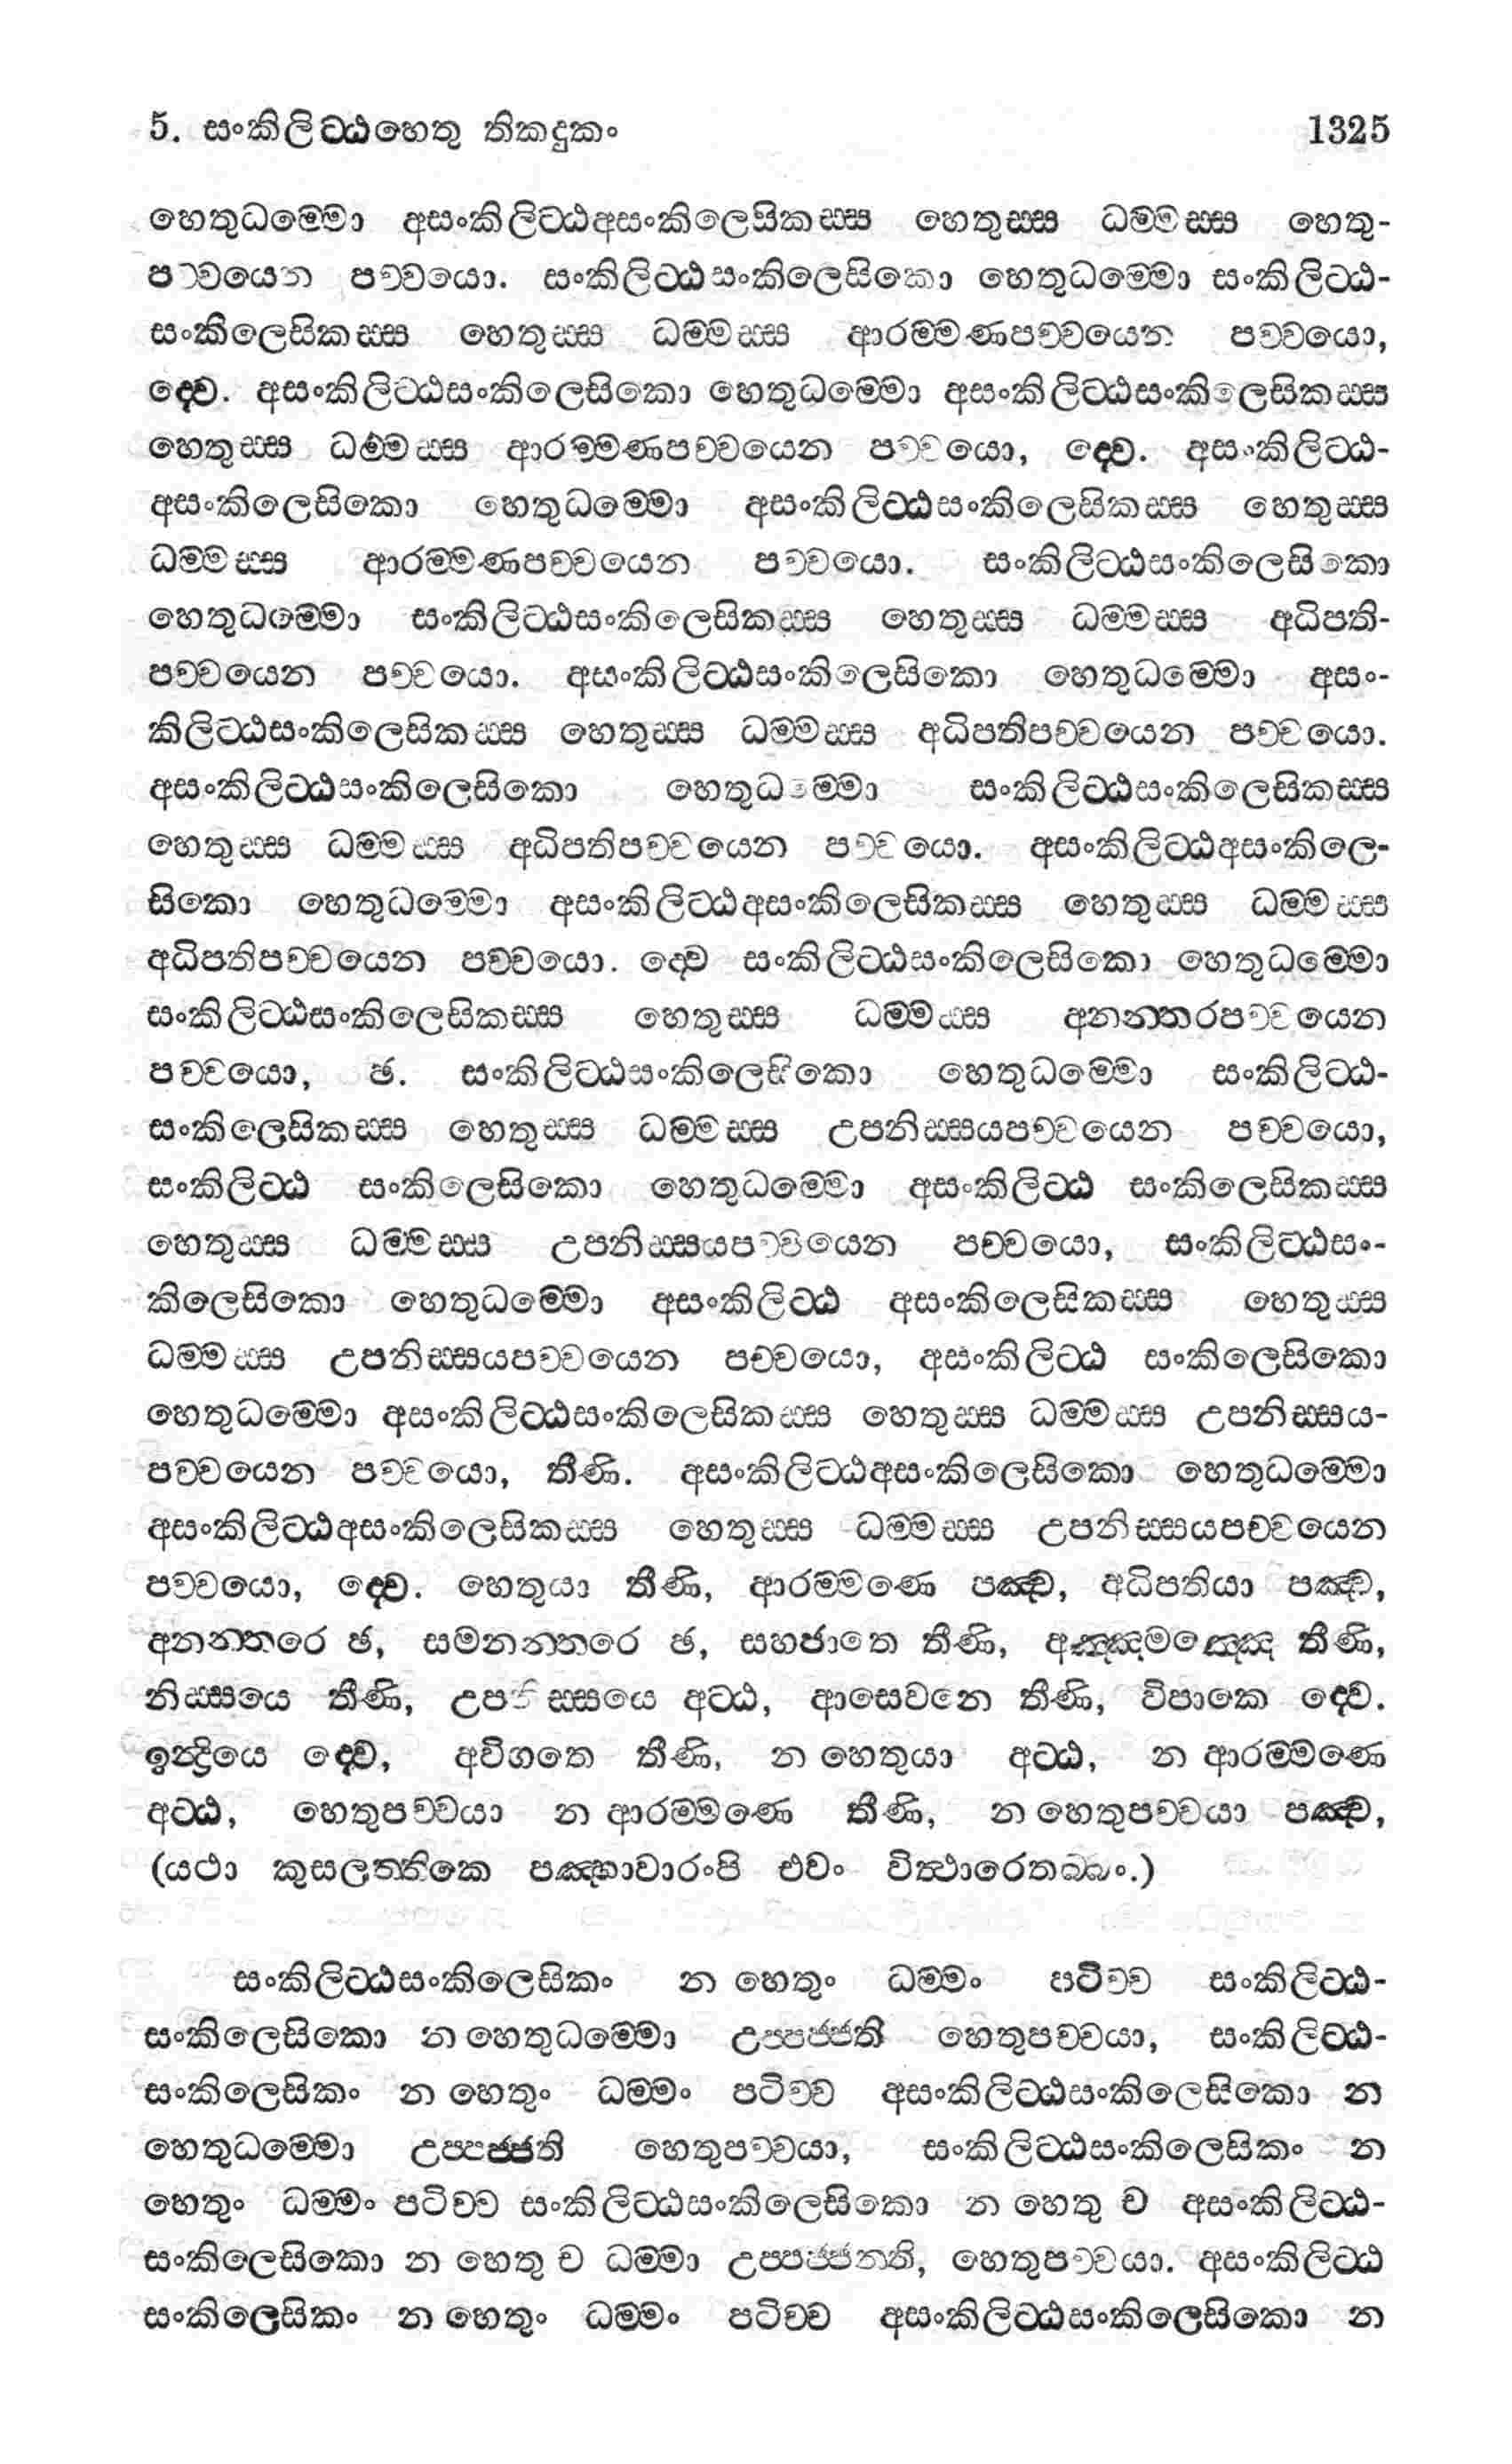 5. සංකිලිට්ඨහෙතු තිකදුකං 1325
හෙතුධම්මො අසංකිලිට්ඨඅසංකිලෙසිකස්ස හෙතුස්ස ධම්මස්ස හෙතු-
පච්චයෙන පච්චයො. සංකිලිට්ඨසංකිලෙසිකො හෙතුධම්මො සංකිලිට්ඨ-
සංකිලෙසිකස්ස හෙතුස්ස ධම්මස්ස ආරම්මණපච්චයෙන පච්චයො,
ද්වෙ. අසංකිලිට්ඨසංකිලෙසිකො හෙතුධම්මො අසංකිලිට්ඨසංකිලෙසිකස්ස
හෙතුස්ස ධම්මස්ස ආරම්මණපච්චයෙන පච්චයො, ද්වෙ. අසංකිලිට්ඨ-
අසංකිලෙසිකො හෙතුධම්මො අසංකිලිට්ඨසංකිලෙසිකස්ස හෙතුස්ස
ධම්මස්ස ආරම්මණපච්චයෙන පච්චයො. සංකිලිට්ඨසංකිලෙසිකො
හෙතුධම්මො සංකිලිට්ඨසංකිලෙසිකස්ස හෙතුස්ස ධම්මස්ස අධිපති-
පච්චයෙන පච්චයො. අසංකිලිට්ඨසංකිලෙසිකො හෙතුධම්මො අසං-
කිලිට්ඨසංකිලෙසිකස්ස හෙතුස්ස ධම්මස්ස අධිපතිපච්චයෙන පච්චයො.
අසංකිලිට්ඨසංකිලෙසිකො හෙතුධම්මො සංකිලිට්ඨසංකිලෙසිකස්ස
හෙතුස්ස ධම්මස්ස අධිපතිපච්චයෙන පච්චයො. අසංකිලිට්ඨඅසංකිලෙ-
සිකො හෙතුධම්මො අසංකිලිට්ඨඅසංකිලෙසිකස්ස හෙතුස්ස ධම්මස්ස
අධිපතිපච්චයෙන පච්චයො. ද්වෙ සංකිලිට්ඨසංකිලෙසිකො හෙතුධම්මො
සංකිලිට්ඨසංකිලෙසිකස්ස හෙතුස්ස ධම්මස්ස අනන්තරපච්චයෙන
පච්චයො, ඡ. සංකිලිට්ඨසංකිලෙසිකො හෙතුධම්මො සංකිලිට්ඨ-
සංකිලෙසිකස්ස හෙතුස්ස ධම්මස්ස උපනිස්සයපච්චයෙන පච්චයො,
සංකිලිට්ඨ සංකිලෙසිකො හෙතුධම්මො අසංකිලිට්ඨ සංකිලෙසිකස්ස
හෙතුස්ස ධම්මස්ස උපනිස්සයපච්චයෙන පච්චයො, සංකිලිට්ඨසං-
කිලෙසිකො හෙතුධම්මො අසංකිලිට්ඨ අසංකිලෙසිකස්ස හෙතුස්ස
ධම්මස්ස උපනිස්සයපච්චයෙන පච්චයො, අසංකිලිට්ඨ සංකිලෙසිකො
හෙතුධම්මො අසංකිලිට්ඨසංකිලෙසිකස්ස හෙතුස්ස ධම්මස්ස උපනිස්සය-
පච්චයෙන පච්චයො, තීණි. අසංකිලිට්ඨඅසංකිලෙසිකො හෙතුධම්මො
අසංකිලිට්ඨඅසංකිලෙසිකස්ස හෙතුස්ස ධම්මස්ස උපනිස්සයපච්චයෙන
පච්චයො, ද්වෙ. හෙතුයා තීණි, ආරම්මණෙ පඤ්ච, අධිපතියා පඤ්ච,
අනන්තරෙ ඡ, සමනන්තරෙ ඡ, සහජාතෙ තීණි, අඤ්ඤමඤ්ඤෙ තීණි,
නිස්සයෙ තීණි, උපනිස්සයෙ අට්ඨ, ආසෙවනෙ තීණි, විපාකෙ ද්වෙ.
ඉන්ද්‍රියෙ ද්වෙ, අවිගතෙ තීණි, න හෙතුයා අට්ඨ, න ආරම්මණෙ
අට්ඨ, හෙතුපච්චයා න ආරම්මණෙ තීණි, න හෙතුපච්චයා පඤ්ච,
(යථා කුසලත්තිකෙ පඤ්හාවාරංපි එවං විත්ථාරෙතබ්බං.)
සංකිලිට්ඨසංකිලෙසිකං න හෙතුං ධම්මං පටිච්ච සංකිලිට්ඨ-
සංකිලෙසිකො න හෙතුධම්මො උප්පජ්ජති හෙතුපච්චයා, සංකිලිට්ඨ-
සංකිලෙසිකං න හෙතුං ධම්මං පටිච්ච අසංකිලිට්ඨසංකිලෙසිකො න
හෙතුධම්මො උප්පජ්ජති හෙතුපච්චයා, සංකිලිට්ඨසංකිලෙසිකං න
හෙතුං ධම්මං පටිච්ච සංකිලිට්ඨසංකිලෙසිකො න හෙතු ච අසංකිලිට්ඨ-
සංකිලෙසිකො න හෙතු ච ධම්මා උප්පජ්ජන්ති, හෙතුපච්චයා. අසංකිලිට්ඨ
සංකිලෙසිකං න හෙතුං ධම්මං පටිච්ච අසංකිලිට්ඨසංකිලෙසිකො න